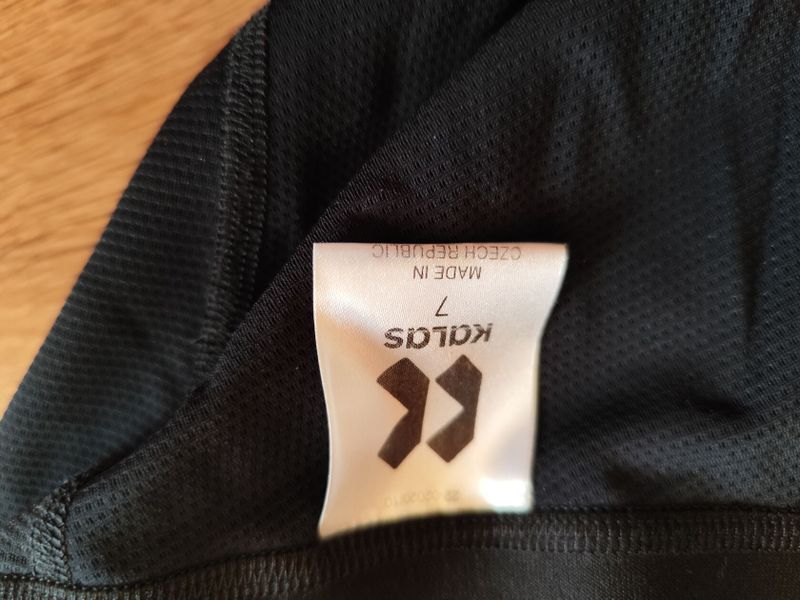 KALAS
7
MADE IN
CZECH REPUBLIC